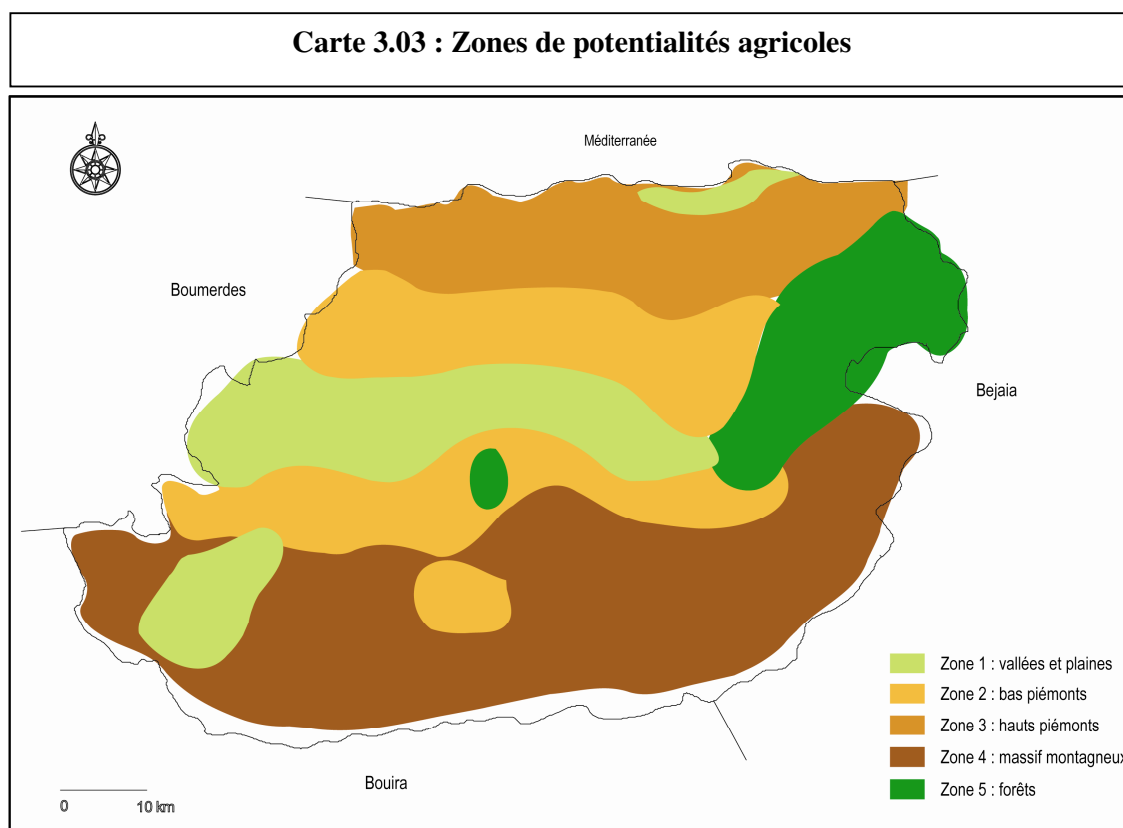 Carte 3.03 : Zones de potentialités agricoles
Méditerranée
Boumerdes
Bejaia
Zone 1 : vallées et plaines
Zone 2 : bas piémonts
Zone 3 : hauts piémonts
Zone 4 : massif montagneux
Zone 5 : forêts
Bouira
0 10 km